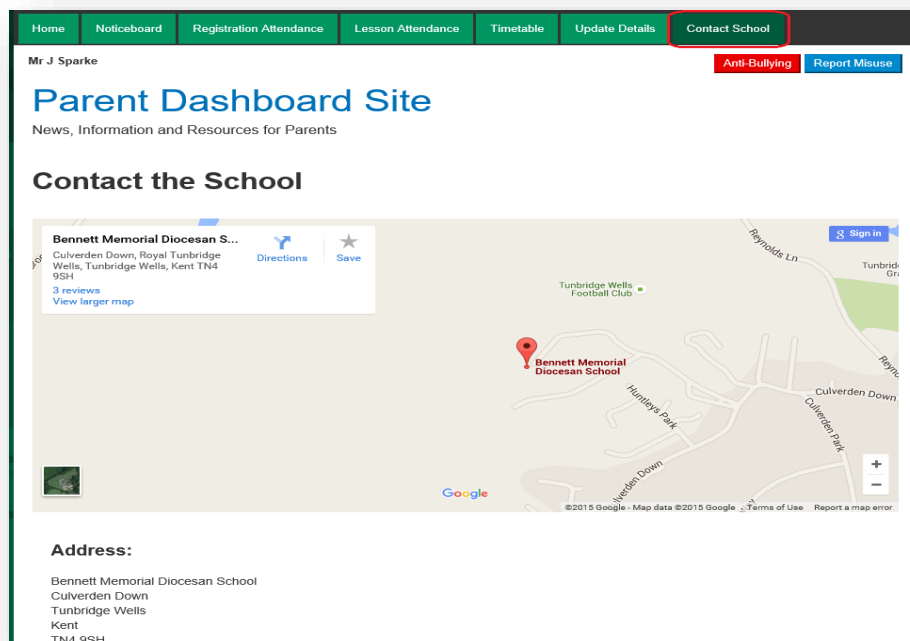 Home Noticeboard Registration Attendance Lesson Attendance Timetable Update Details Contact School
Mr J Sparke
Anti-Bullying Report Misuse
Parent Dashboard Site
News, Information and Resources for Parents
Contact the School
Bennett Memorial Diocesan S...
Culverden Down, Royal Tunbridge
Wells, Tunbridge Wells, Kent TN4
9SH
3 reviews
View larger map
Directions
Save
Sign in
Reynolds Ln
Tunbridge Wells
Football Club
Bennett Memorial
Diocesan School
Huntleys Park
Culverden Down
Culverden Park
Culverden Down
Google
©2015 Google - Map data ©2015 Google Terms of Use Report a map error
Address:
Bennett Memorial Diocesan School
Culverden Down
Tunbridge Wells
Kent
TN4 9SH